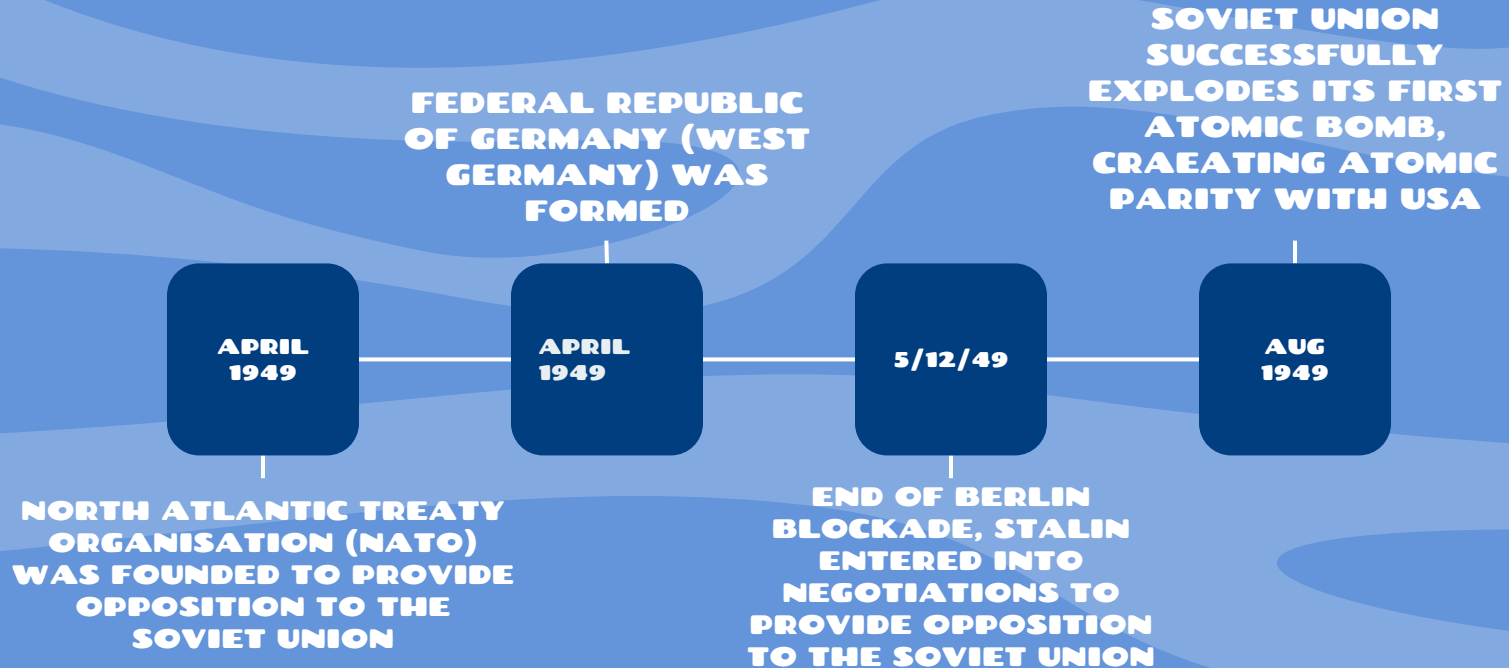 APRIL
1949
NORTH ATLANTIC TREATY
ORGANISATION (NATO)
WAS FOUNDED TO PROVIDE
OPPOSITION TO THE
SOVIET UNION
FEDERAL REPUBLIC
OF GERMANY (WEST
GERMANY) WAS
FORMED
APRIL
1949
5/12/49
END OF BERLIN
BLOCKADE, STALIN
ENTERED INTO
NEGOTIATIONS TO
PROVIDE OPPOSITION
TO THE SOVIET UNION
SOVIET UNION
SUCCESSFULLY
EXPLODES ITS FIRST
ATOMIC BOMB,
CRAEATING ATOMIC
PARITY WITH USA
AUG
1949